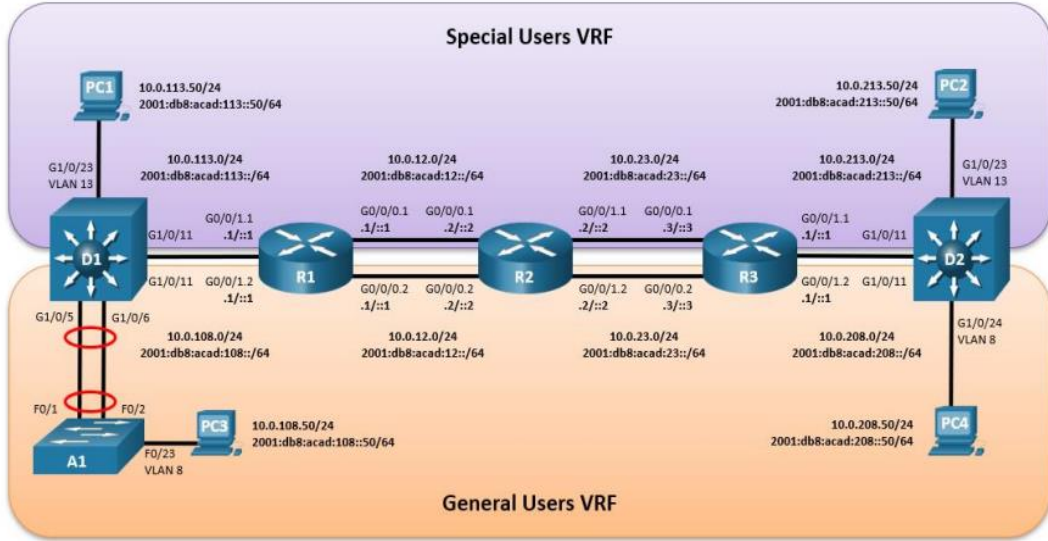 Special Users VRF
PC1
10.0.113.50/24
2001:db8:acad:113::50/64
10.0.213.50/24
2001:db8:acad:213::50/64
PC2
G1/0/23
VLAN 13
10.0.113.0/24
2001:db8:acad:113::/64
10.0.12.0/24
2001:db8:acad:12::/64
10.0.23.0/24
2001:db8:acad:23::/64
10.0.213.0/24
2001:db8:acad:213::/64
G1/0/23
VLAN 13
D1
G1/0/11
G0/0/1.1
.1/::1
R1
G0/0/0.1
.1/::1
G0/0/0.1
.2/::2
R2
G0/0/1.1
.2/::2
G0/0/0.1
.3/::3
R3
G0/0/1.1
.1/::1
G1/0/11
D2
G1/0/11
G0/0/1.2
.1/::1
G0/0/0.2
.1/::1
G0/0/0.2
.2/::2
G0/0/1.2
.2/::2
G0/0/0.2
.3/::3
G0/0/1.2
.1/::1
G1/0/11
G1/0/5
G1/0/6
10.0.108.0/24
2001:db8:acad:108::/64
10.0.12.0/24
2001:db8:acad:12::/64
10.0.23.0/24
2001:db8:acad:23::/64
10.0.208.0/24
2001:db8:acad:208::/64
G1/0/24
VLAN 8
F0/1
F0/2
A1
F0/23
VLAN 8
PC3
10.0.108.50/24
2001:db8:acad:108::50/64
10.0.208.50/24
2001:db8:acad:208::50/64
PC4
General Users VRF